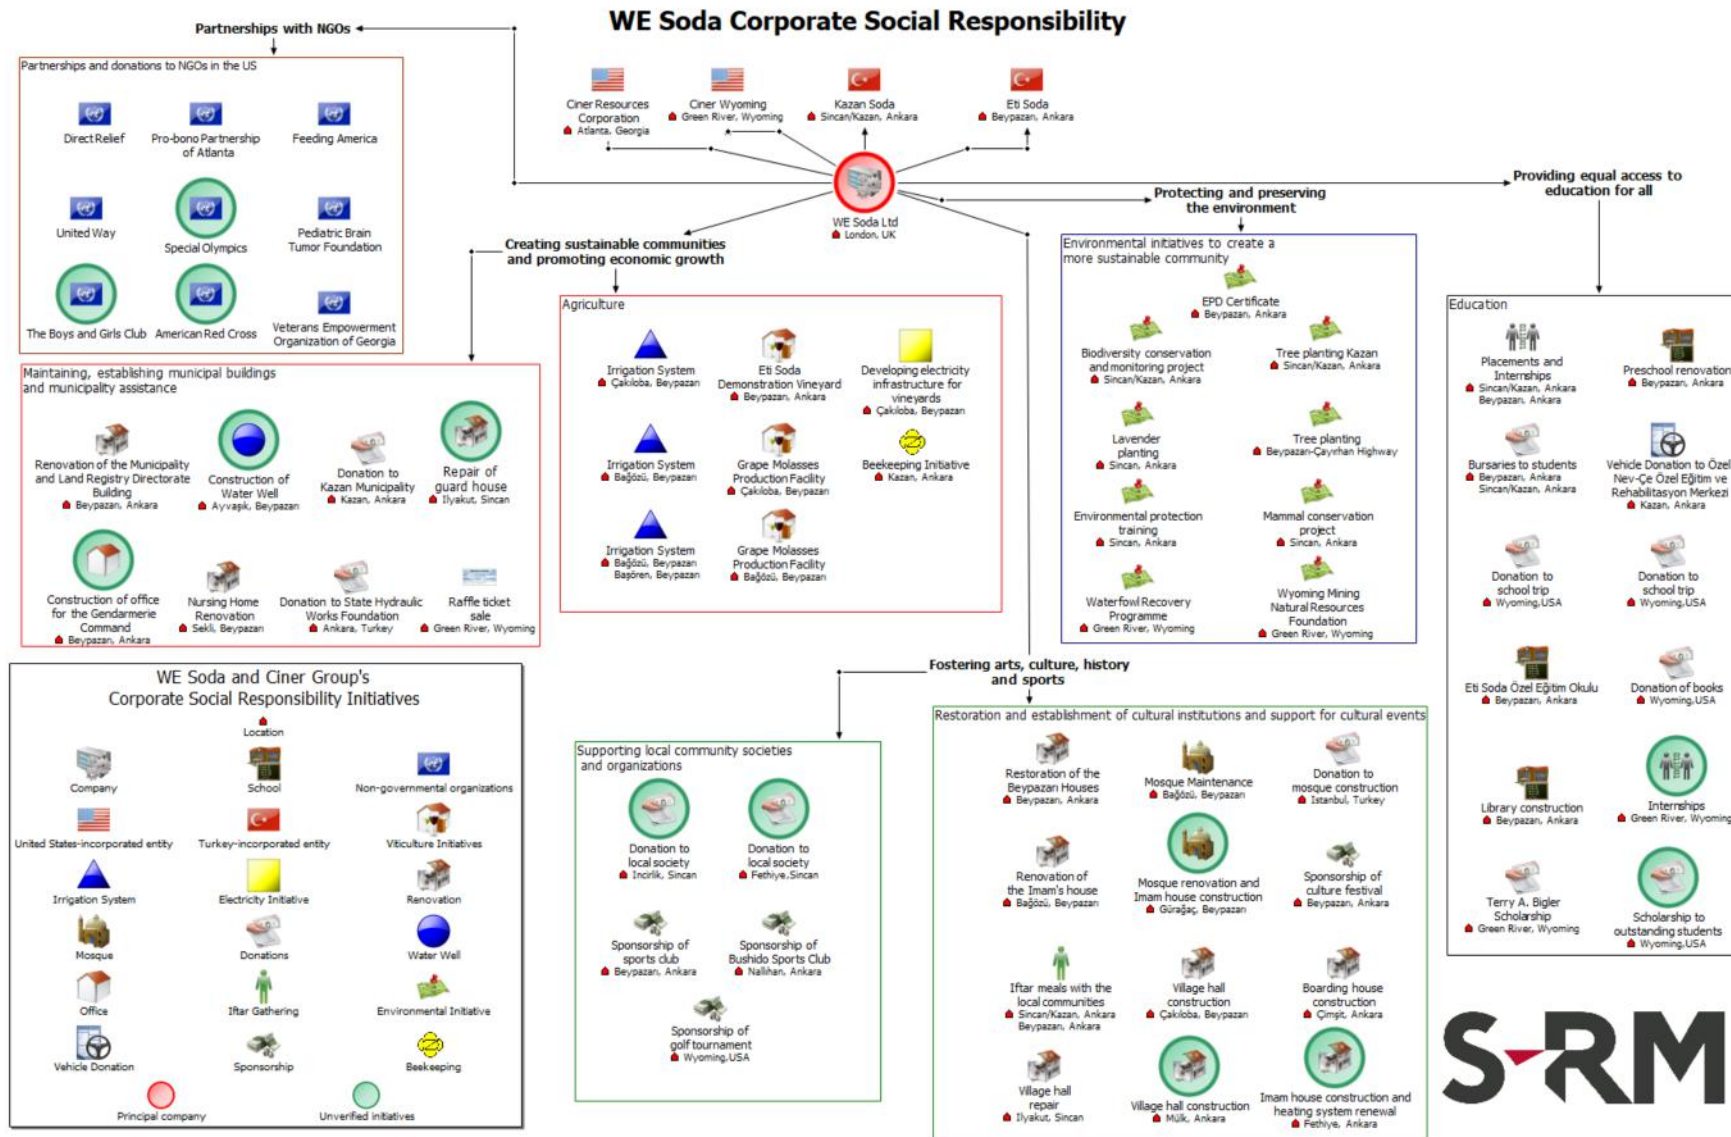 WE Soda Corporate Social Responsibility
Partnerships with NGOs
Partnerships and donations to NGOs in the US
Direct Relief
Pro-bono Partnership
of Atlanta
Feeding America
United Way
Special Olympics
Pediatric Brain
Tumor Foundation
The Boys and Girls Club
American Red Cross
Veterans Empowerment
Organization of Georgia
Ciner Resources
Corporation
Atlanta, Georgia
Ciner Wyoming
Green River, Wyoming
Kazan Soda
Sincan/Kazan, Ankara
Eti Soda
Beypazarı, Ankara
WE Soda Ltd
London, UK
Creating sustainable communities
and promoting economic growth
Maintaining, establishing municipal buildings
and municipality assistance
Renovation of the Municipality
and Land Registry Directorate
Building
Beypazarı, Ankara
Construction of
Water Well
Ayvaşık, Beypazarı
Donation to
Kazan Municipality
Kazan, Ankara
Repair of
guard house
Ilyakut, Sincan
Construction of office
for the Gendarmerie
Command
Beypazarı, Ankara
Nursing Home
Renovation
Sekli, Beypazarı
Donation to State Hydraulic
Works Foundation
Ankara, Turkey
Raffle ticket
sale
Green River, Wyoming
Agriculture
Irrigation System
Çakıloba, Beypazarı
Eti Soda
Demonstration Vineyard
Beypazarı, Ankara
Developing electricity
infrastructure for
vineyards
Çakıloba, Beypazarı
Irrigation System
Bağözü, Beypazarı
Grape Molasses
Production Facility
Çakıloba, Beypazarı
Beekeeping Initiative
Kazan, Ankara
Irrigation System
Bağözü, Beypazarı
Başören, Beypazarı
Grape Molasses
Production Facility
Bağözü, Beypazarı
Protecting and preserving
the environment
Environmental initiatives to create a
more sustainable community
EPD Certificate
Beypazarı, Ankara
Biodiversity conservation
and monitoring project
Sincan/Kazan, Ankara
Tree planting Kazan
Sincan/Kazan, Ankara
Lavender
planting
Sincan, Ankara
Tree planting
Beypazarı-Çayırhan Highway
Environmental protection
training
Sincan, Ankara
Mammal conservation
project
Sincan, Ankara
Waterfowl Recovery
Programme
Green River, Wyoming
Wyoming Mining
Natural Resources
Foundation
Green River, Wyoming
Providing equal access to
education for all
Education
Placements and
Internships
Sincan/Kazan, Ankara
Beypazarı, Ankara
Preschool renovation
Beypazarı, Ankara
Bursaries to students
Beypazarı, Ankara
Sincan/Kazan, Ankara
Vehicle Donation to Özel
Nev-Çe Özel Eğitim ve
Rehabilitasyon Merkezi
Kazan, Ankara
Donation to
school trip
Wyoming,USA
Donation to
school trip
Wyoming,USA
Eti Soda Özel Eğitim Okulu
Beypazarı, Ankara
Donation of books
Wyoming,USA
Library construction
Beypazarı, Ankara
Internships
Green River, Wyoming
Terry A. Bigler
Scholarship
Green River, Wyoming
Scholarship to
outstanding students
Wyoming,USA
Fostering arts, culture, history
and sports
Supporting local community societies
and organizations
Donation to
local society
Incirlik, Sincan
Donation to
local society
Fethiye,Sincan
Sponsorship of
sports club
Beypazarı, Ankara
Sponsorship of
Bushido Sports Club
Nallıhan, Ankara
Sponsorship of
golf tournament
Wyoming,USA
Restoration and establishment of cultural institutions and support for cultural events
Restoration of the
Beypazarı Houses
Beypazarı, Ankara
Mosque Maintenance
Bağözü, Beypazarı
Donation to
mosque construction
Istanbul, Turkey
Renovation of
the Imam's house
Bağözü, Beypazarı
Mosque renovation and
Imam house construction
Gürağaç, Beypazarı
Sponsorship of
culture festival
Beypazarı, Ankara
Iftar meals with the
local communities
Sincan/Kazan, Ankara
Beypazarı, Ankara
Village hall
construction
Çakıloba, Beypazarı
Boarding house
construction
Çimşit, Ankara
Village hall
repair
Ilyakut, Sincan
Village hall construction
Mülk, Ankara
Imam house construction and
heating system renewal
Fethiye, Ankara
WE Soda and Ciner Group's
Corporate Social Responsibility Initiatives
Location
Company
School
Non-governmental organizations
United States-incorporated entity
Turkey-incorporated entity
Viticulture Initiatives
Irrigation System
Electricity Initiative
Renovation
Mosque
Donations
Water Well
Office
Iftar Gathering
Environmental Initiative
Vehicle Donation
Sponsorship
Beekeeping
Principal company
Unverified initiatives
S-RM